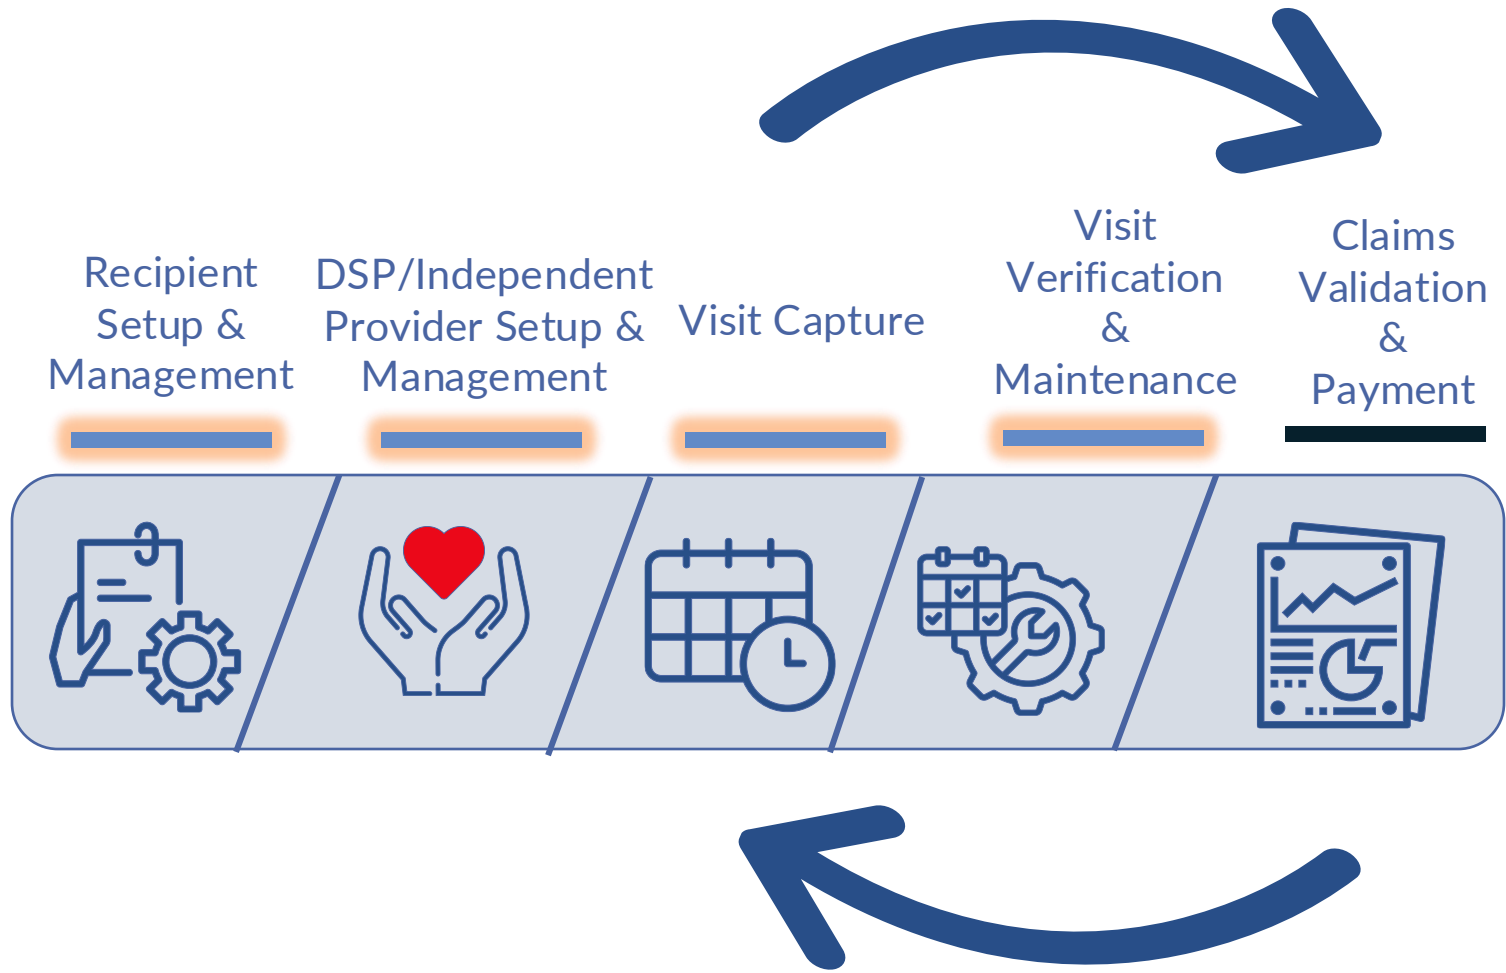 Recipient
Setup &
Management
DSP/Independent
Provider Setup &
Management
Visit Capture
Visit
Verification
&
Maintenance
Claims
Validation
&
Payment